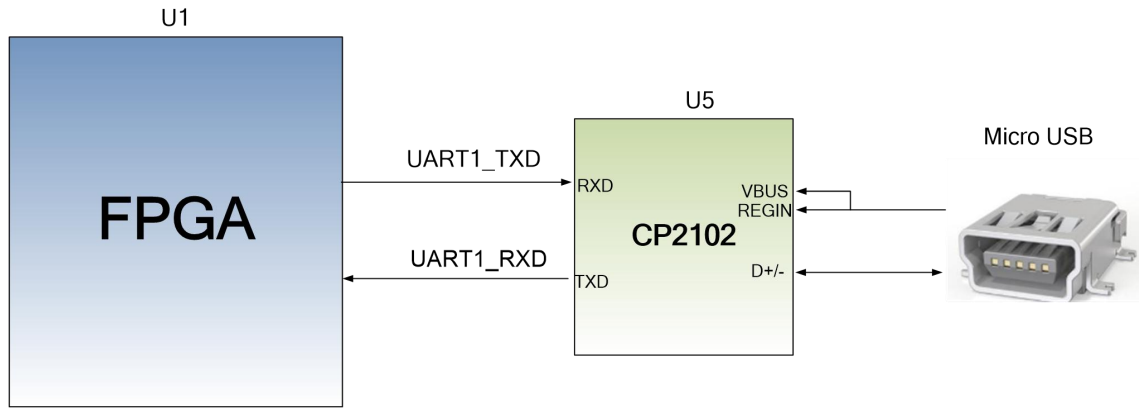 U1
U5
Micro USB
UART1_TXD
RXD
VBUS
REGIN
FPGA
CP2102
UART1_RXD
TXD
D+/-